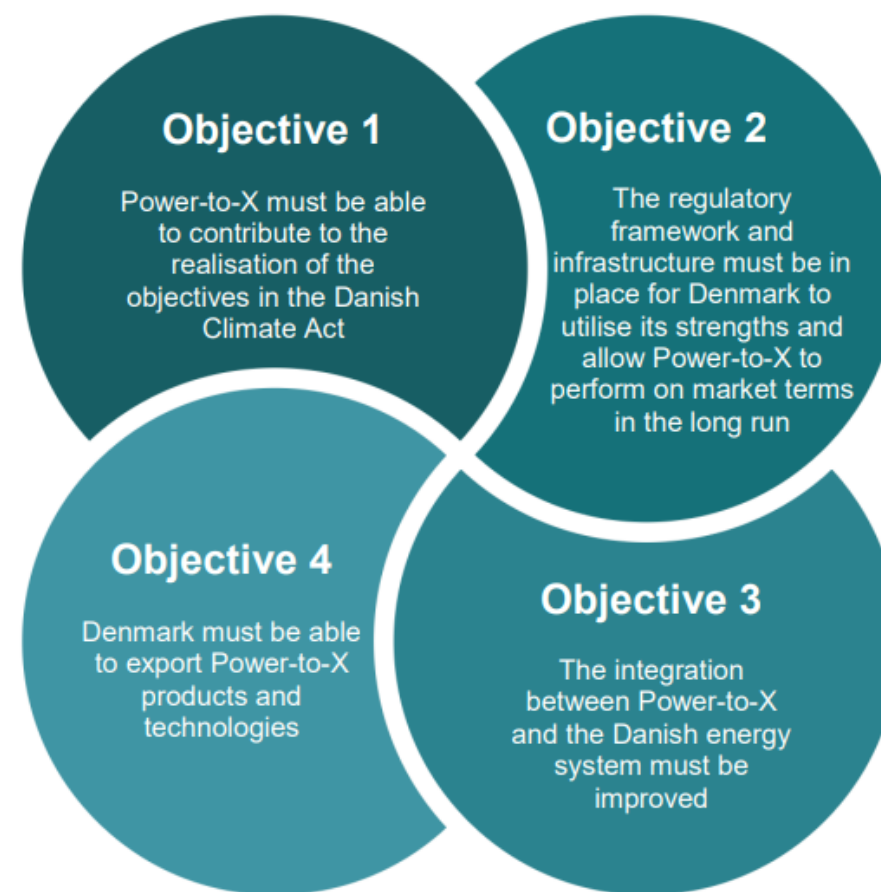 Objective 1
Power-to-X must be able
to contribute to the
realisation of the
objectives in the Danish
Climate Act
Objective 2
The regulatory
framework and
infrastructure must be in
place for Denmark to
utilise its strengths and
allow Power-to-X to
perform on market terms
in the long run
Objective 3
The integration
between Power-to-X
and the Danish energy
system must be
improved
Objective 4
Denmark must be able
to export Power-to-X
products and
technologies